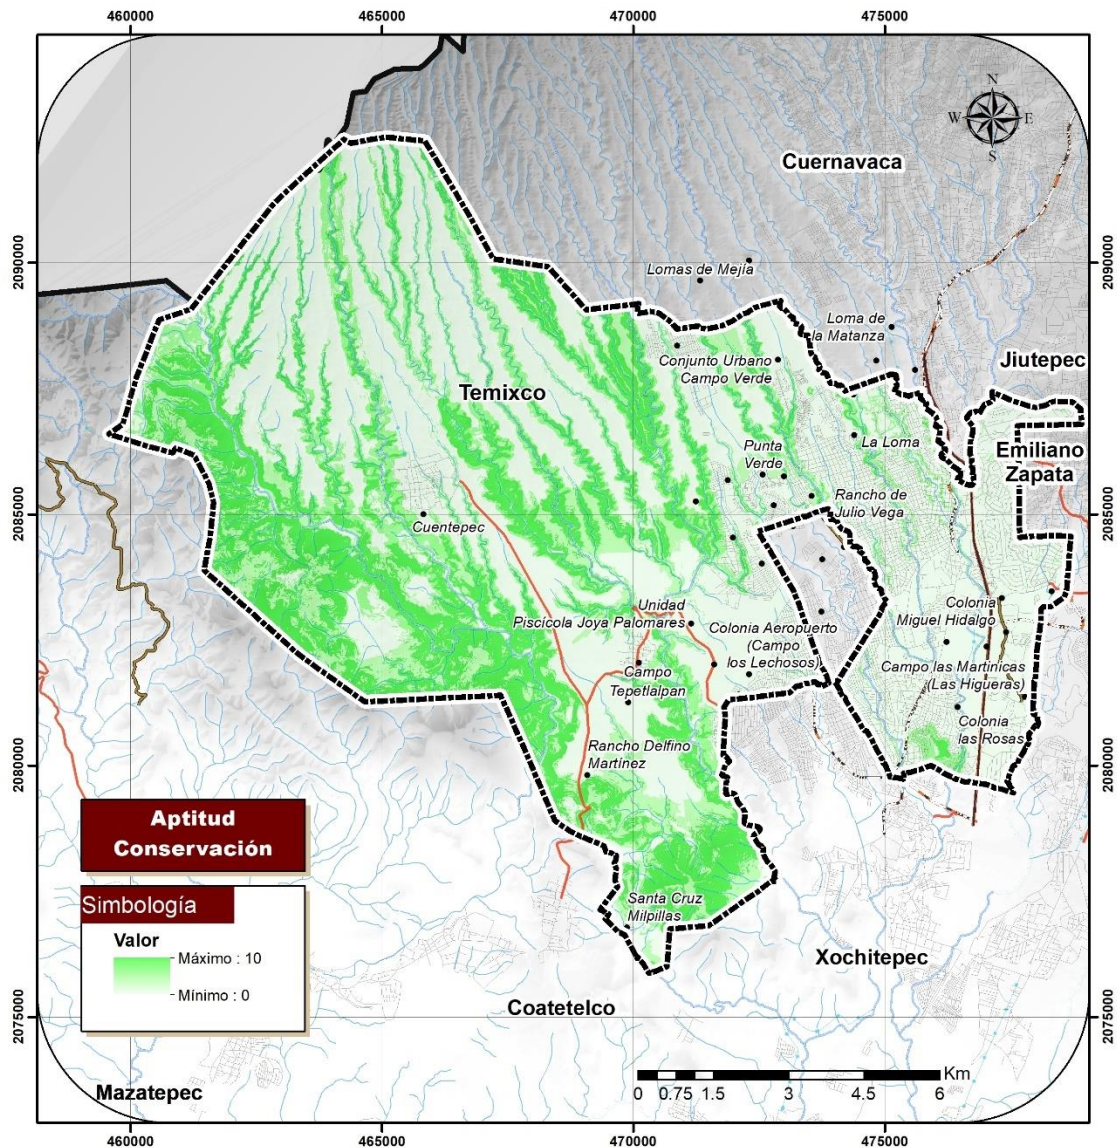 460000
465000
470000
475000
N
W
E
S
Cuernavaca
2090000
2090000
Lomas de Mejía
Loma de
la Matanza
Jiutepec
Conjunto Urbano
Campo Verde
Temixco
La Loma
Emiliano
Zapata
Punta
Verde
2085000
2085000
Rancho de
Julio Vega
Cuentepec
Unidad
Piscícola Joya Palomares
Colonia
Miguel Hidalgo
Colonia Aeropuerto
(Campo
los Lechosos)
Campo
Tepetlalpan
Campo las Martinicas
(Las Higueras)
Colonia
las Rosas
2080000
2080000
Rancho Delfino
Martínez
Aptitud
Conservación
Simbología
Valor
Máximo : 10
Mínimo : 0
Santa Cruz
Milpillas
Xochitepec
Coatetelco
2075000
2075000
Mazatepec
Km
0 0.75 1.5 3 4.5 6
460000
465000
470000
475000